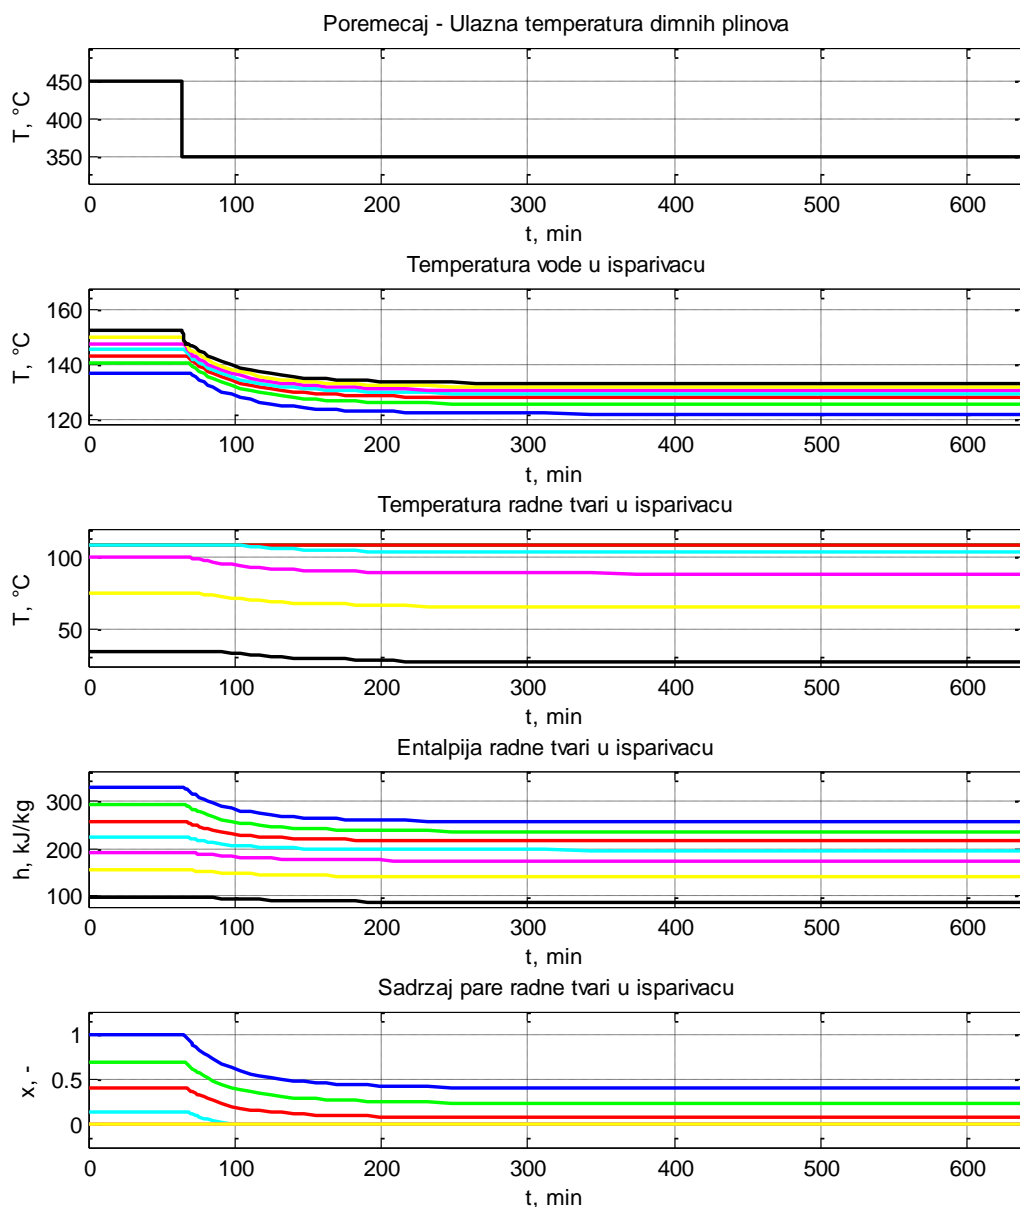 Poremecaj - Ulazna temperatura dimnih plinova
T, °C
450
400
350
0 100 200 300 400 500 600
t, min
Temperatura vode u isparivacu
T, °C
160
140
120
0 100 200 300 400 500 600
t, min
Temperatura radne tvari u isparivacu
T, °C
100
50
0 100 200 300 400 500 600
t, min
Entalpija radne tvari u isparivacu
h, kJ/kg
300
200
100
0 100 200 300 400 500 600
t, min
Sadrzaj pare radne tvari u isparivacu
x, -
1
0.5
0
0 100 200 300 400 500 600
t, min